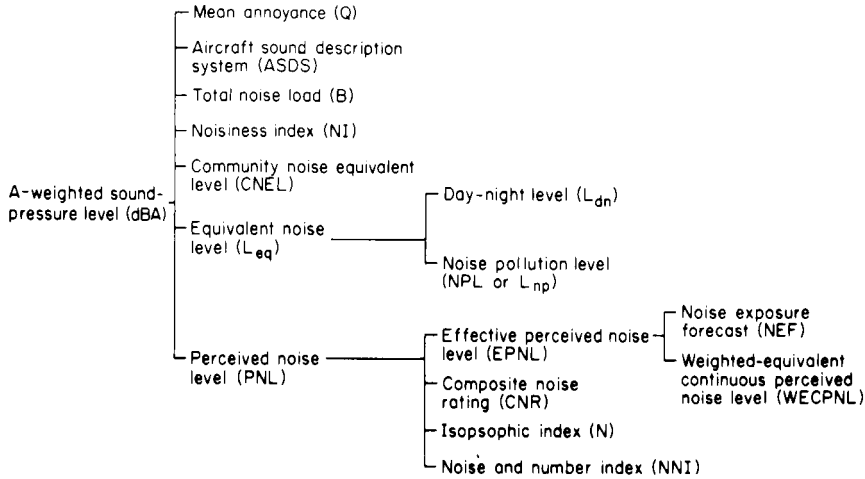 Mean annoyance (Q)
Aircraft sound description
system (ASDS)
Total noise load (B)
Noisiness index (NI)
Community noise equivalent
level (CNEL)
A-weighted sound-
pressure level (dBA)
Equivalent noise
level (Leq)
Day-night level (Ldn)
Noise pollution level
(NPL or Lnp)
Perceived noise
level (PNL)
Effective perceived noise
level (EPNL)
Noise exposure
forecast (NEF)
Weighted-equivalent
continuous perceived
noise level (WECPNL)
Composite noise
rating (CNR)
Isopsophic index (N)
Noise and number index (NNI)